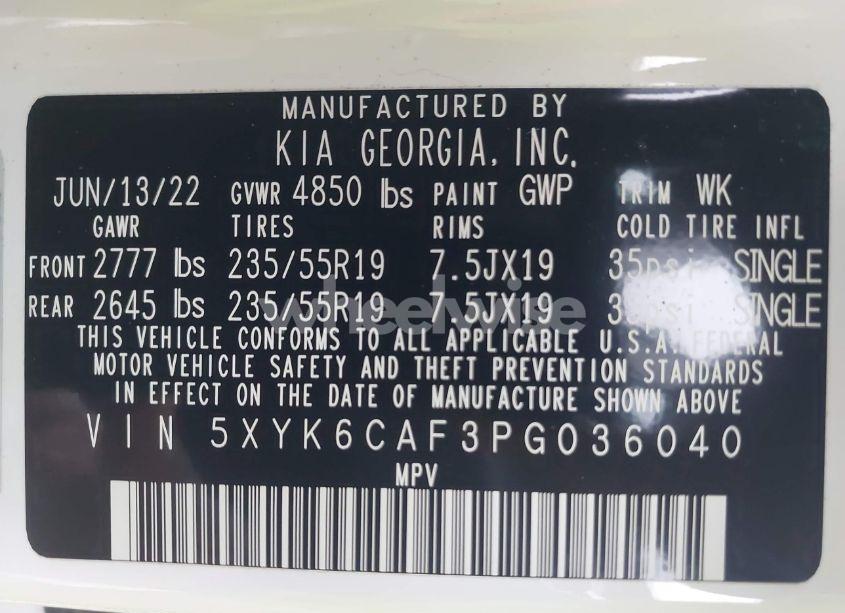 MANUFACTURED BY
KIA GEORGIA, INC.
JUN/13/22 GVWR 4850 lbs PAINT GWP TRIM WK
GAWR TIRES RIMS COLD TIRE INFL
FRONT 2777 lbs 235/55R19 7.5JX19 35psi SINGLE
REAR 2645 lbs 235/55R19 7.5JX19 SINGLE
wheelwise
THIS VEHICLE CONFORMS TO ALL APPLICABLE U.S.A. FEDERAL
MOTOR VEHICLE SAFETY AND THEFT PREVENTION STANDARDS
IN EFFECT ON THE DATE OF MANUFACTURE SHOWN ABOVE
VIN 5XYK6CAF3PG036040
MPV